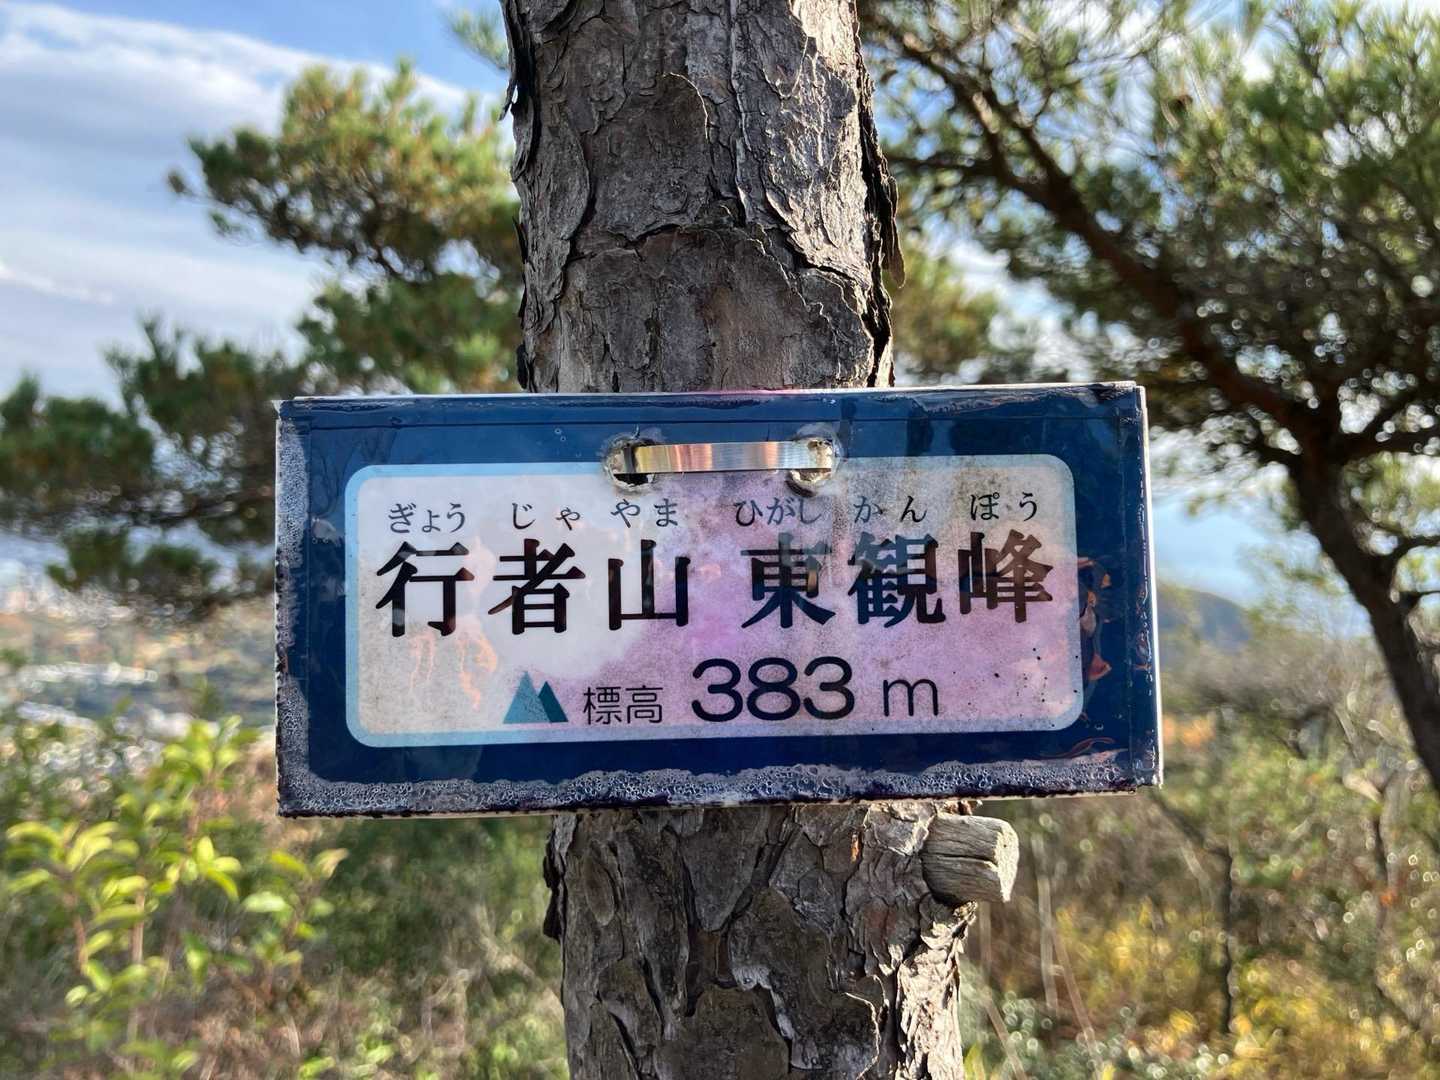 ぎょう じゃ やま ひがし かん ぽう
行者山 東観峰
標高 383 m